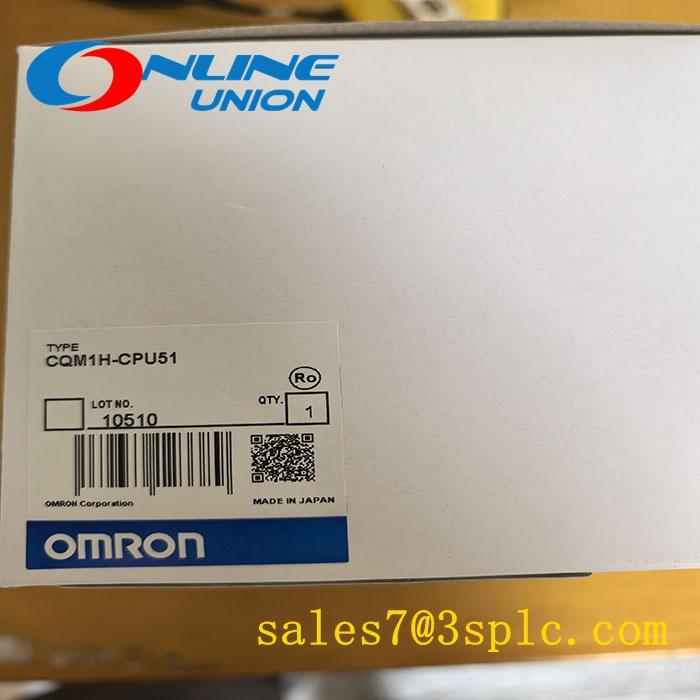 ONLINE
UNION
TYPE
CQM1H-CPU51
Ro
LOT NO.
QTY.
10510
1
OMRON Corporation
MADE IN JAPAN
OMRON
sales7@3splc.com